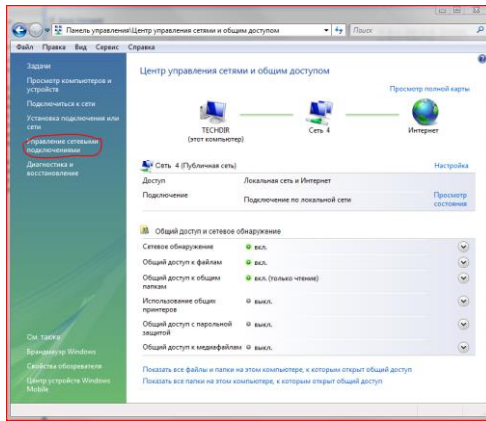 Панель управления\Центр управления сетями и общим доступом
Поиск
Файл Правка Вид Сервис Справка
Задачи
Просмотр компьютеров и
устройств
Подключиться к сети
Установка подключения или
сети
Управление сетевыми
подключениями
Диагностика и
восстановление
См. также
Брандмауэр Windows
Свойства обозревателя
Центр устройств Windows
Mobile
Центр управления сетями и общим доступом
Просмотр полной карты
TECHDIR
(этот компьютер)
Сеть 4
Интернет
Сеть 4 (Публичная сеть)
Настройка
Доступ Локальная сеть и Интернет
Подключение Подключение по локальной сети Просмотр
состояния
Общий доступ и сетевое обнаружение
Сетевое обнаружение вкл.
Общий доступ к файлам вкл.
Общий доступ к общим вкл. (только чтение)
папкам
Использование общих выкл.
принтеров
Общий доступ с парольной выкл.
защитой
Общий доступ к медиафайлам выкл.
Показать все файлы и папки на этом компьютере, к которым открыт общий доступ
Показать все папки на этом компьютере, к которым открыт общий доступ